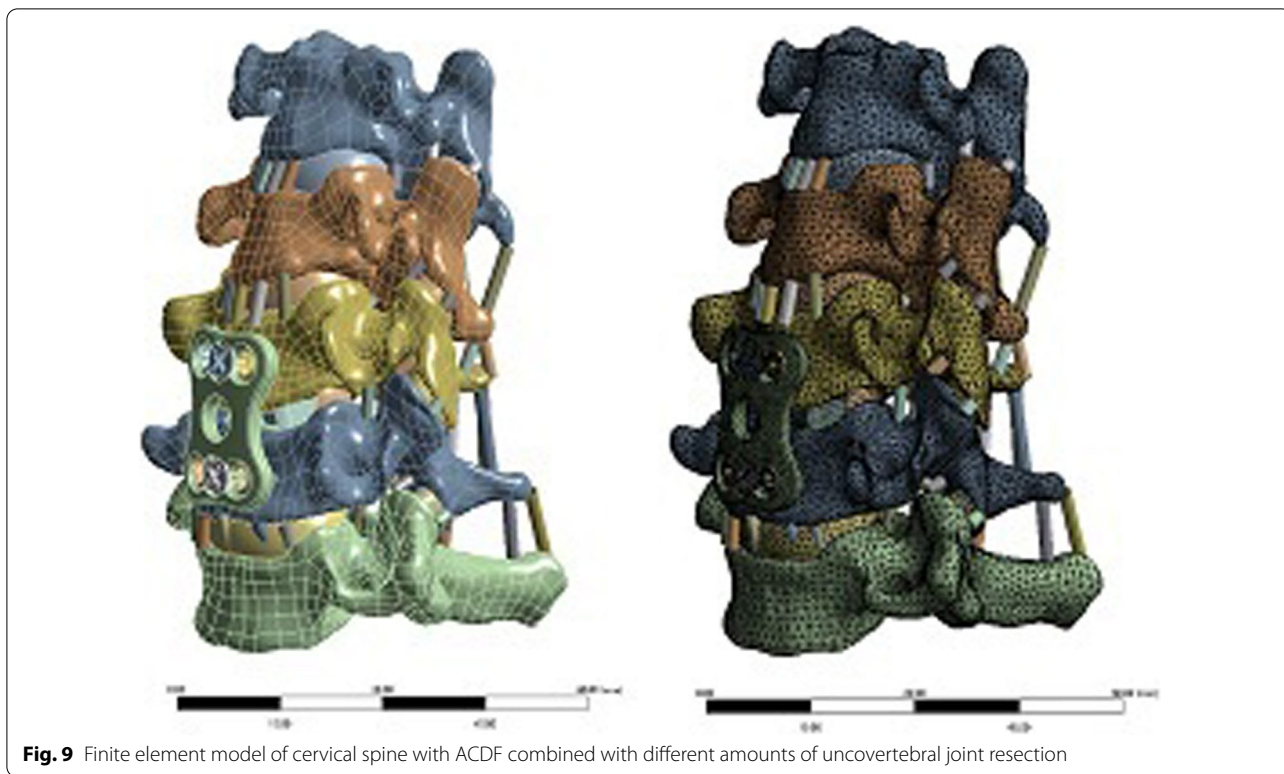 Fig. 9 Finite element model of cervical spine with ACDF combined with different amounts of uncovertebral joint resection